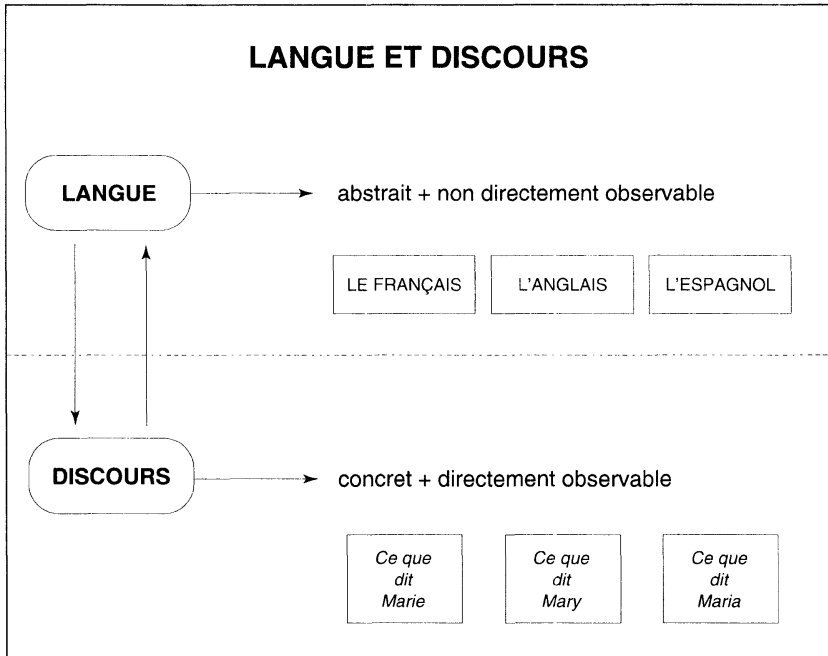 LANGUE ET DISCOURS
LANGUE
abstrait + non directement observable
LE FRANÇAIS
L'ANGLAIS
L'ESPAGNOL
DISCOURS
concret + directement observable
Ce que
dit
Marie
Ce que
dit
Mary
Ce que
dit
Maria